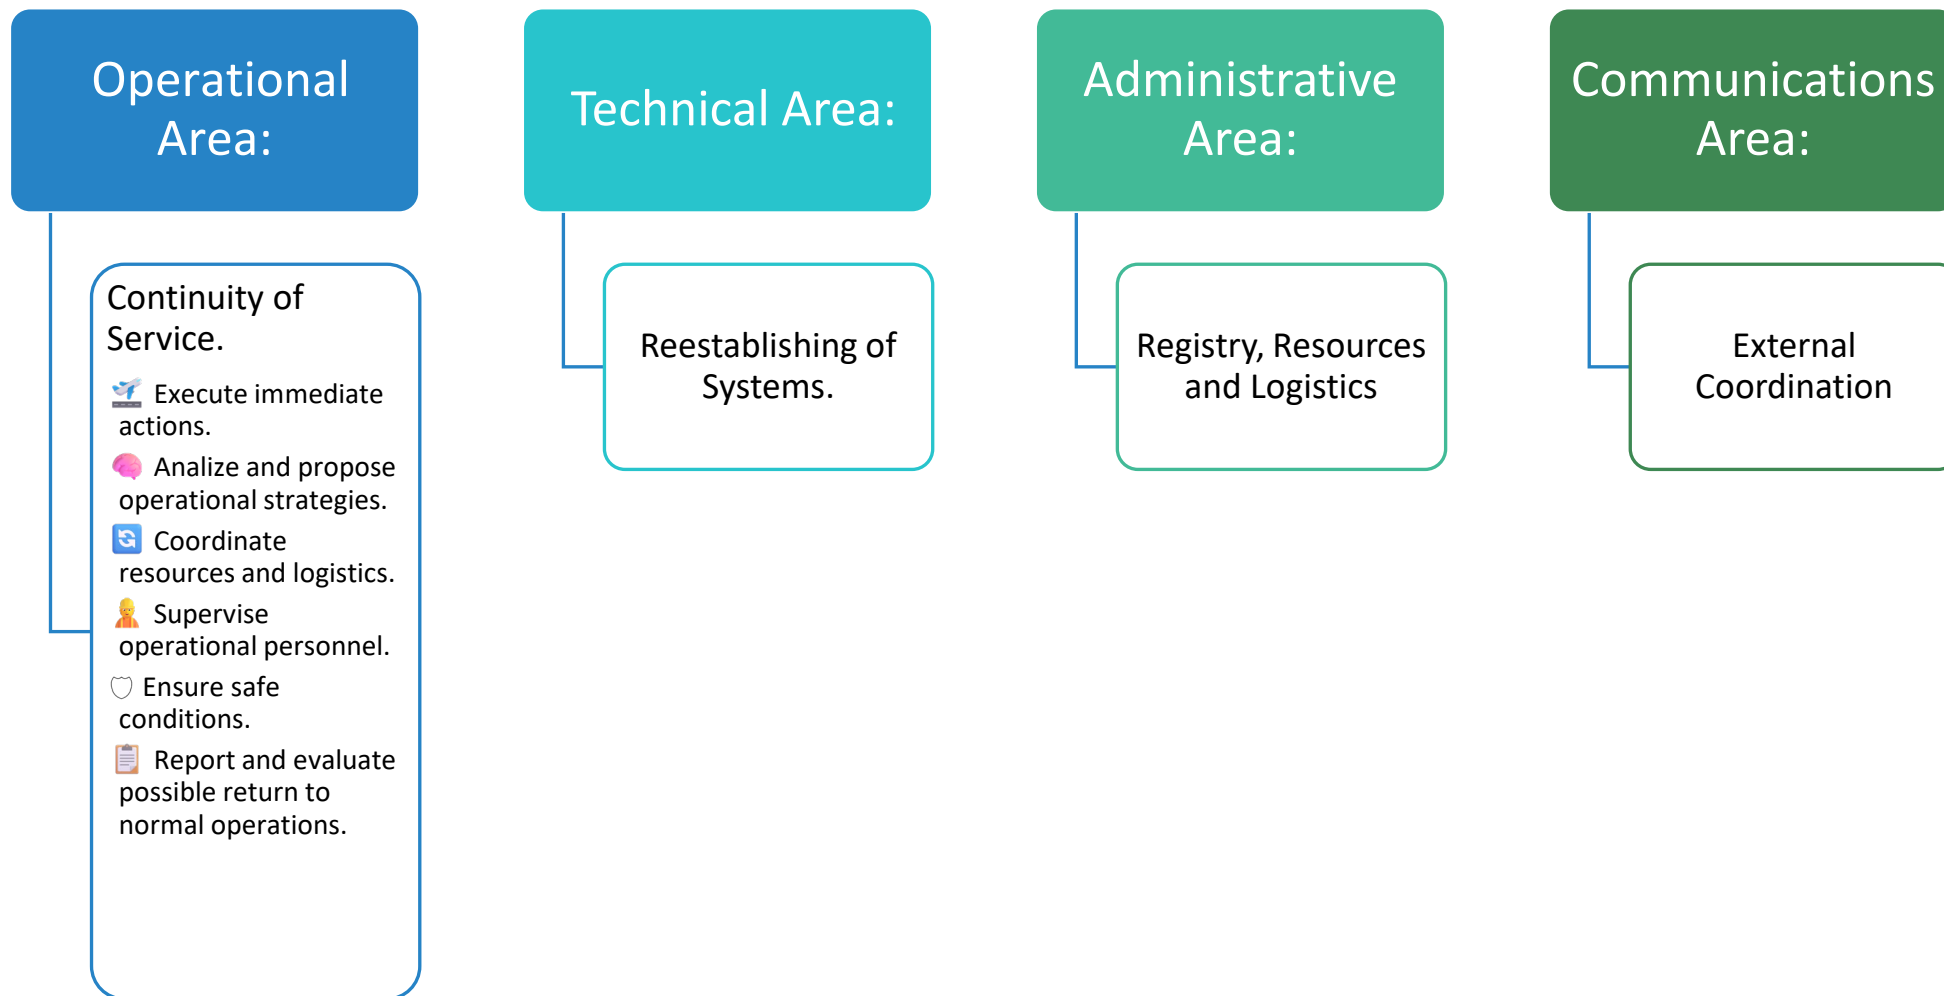 Operational
Area:
Continuity of
Service.
✈️ Execute immediate
actions.
🧠 Analize and propose
operational strategies.
🔄 Coordinate
resources and logistics.
👷 Supervise
operational personnel.
🛡 Ensure safe
conditions.
📋 Report and evaluate
possible return to
normal operations.
Technical Area:
Reestablishing of
Systems.
Administrative
Area:
Registry, Resources
and Logistics
Communications
Area:
External
Coordination